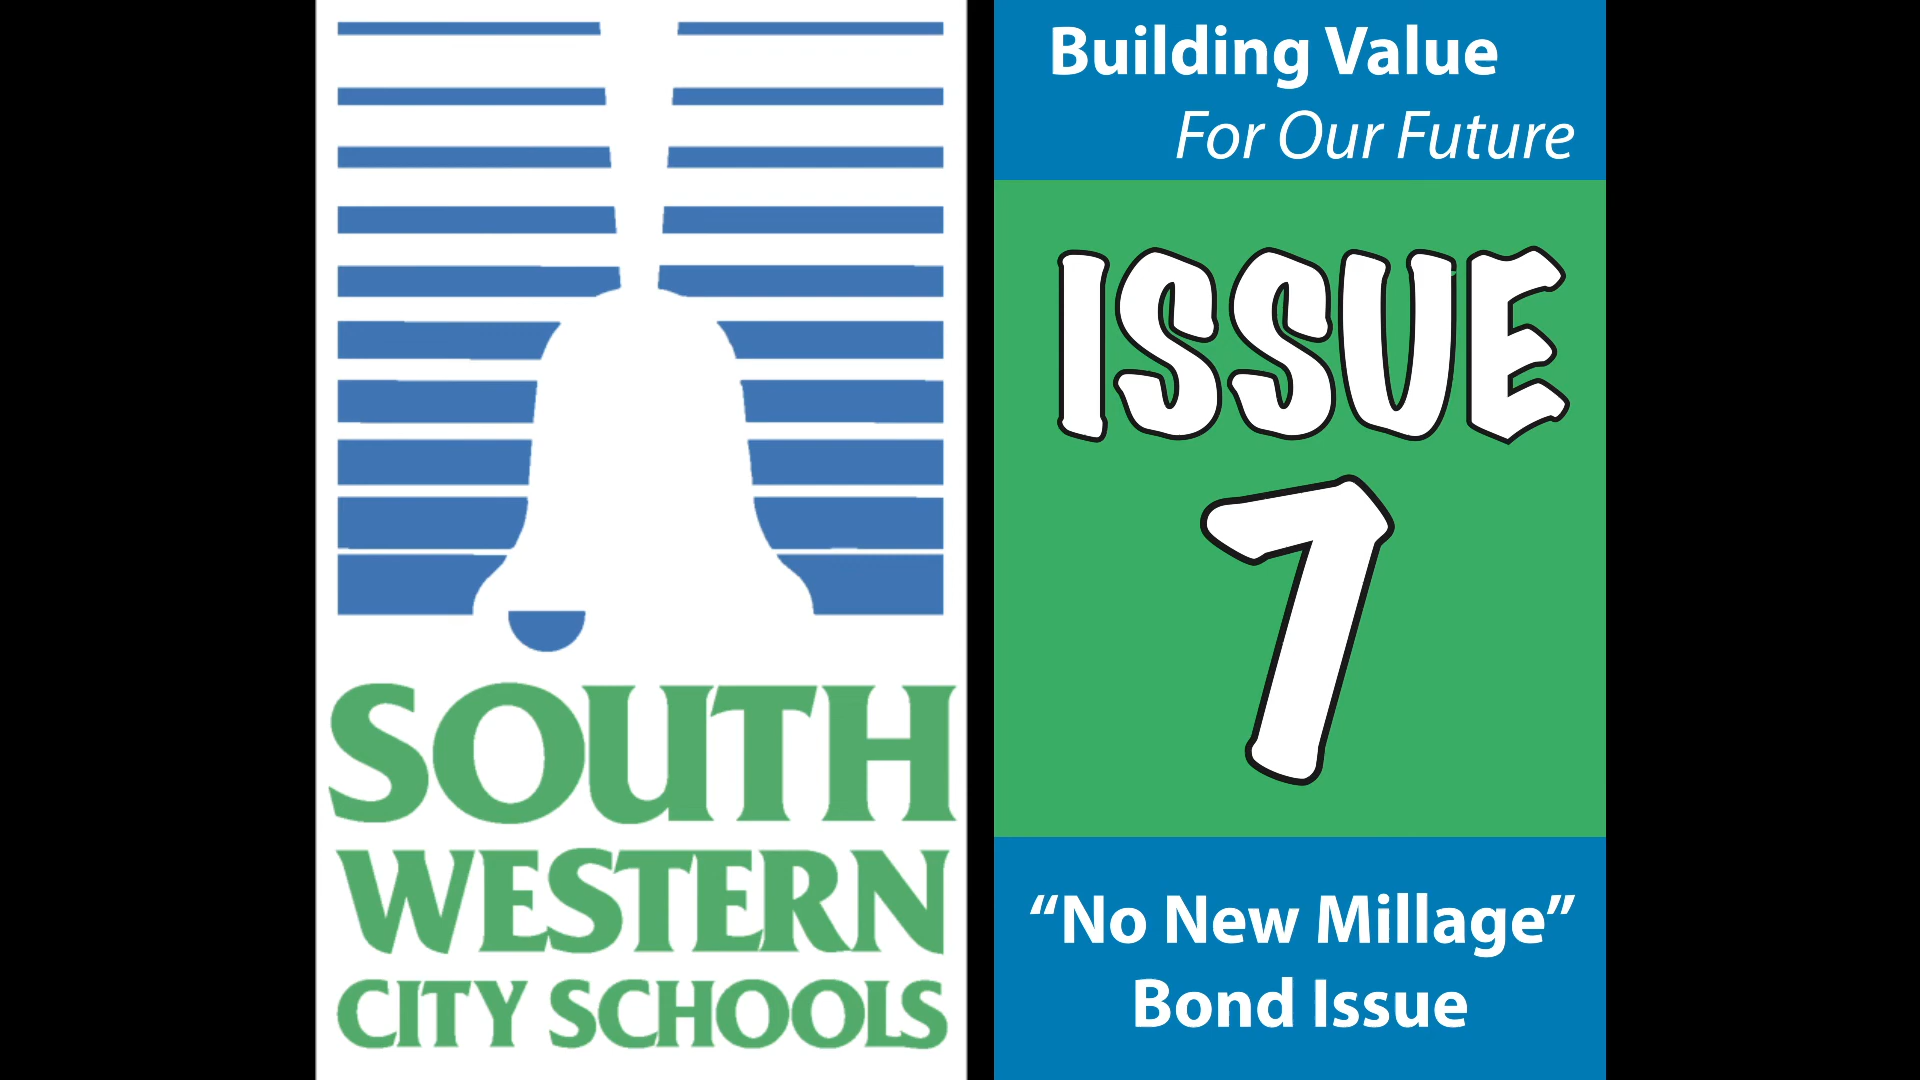 SOUTH
WESTERN
CITY SCHOOLS
Building Value
For Our Future
ISSUE
7
“No New Millage”
Bond Issue